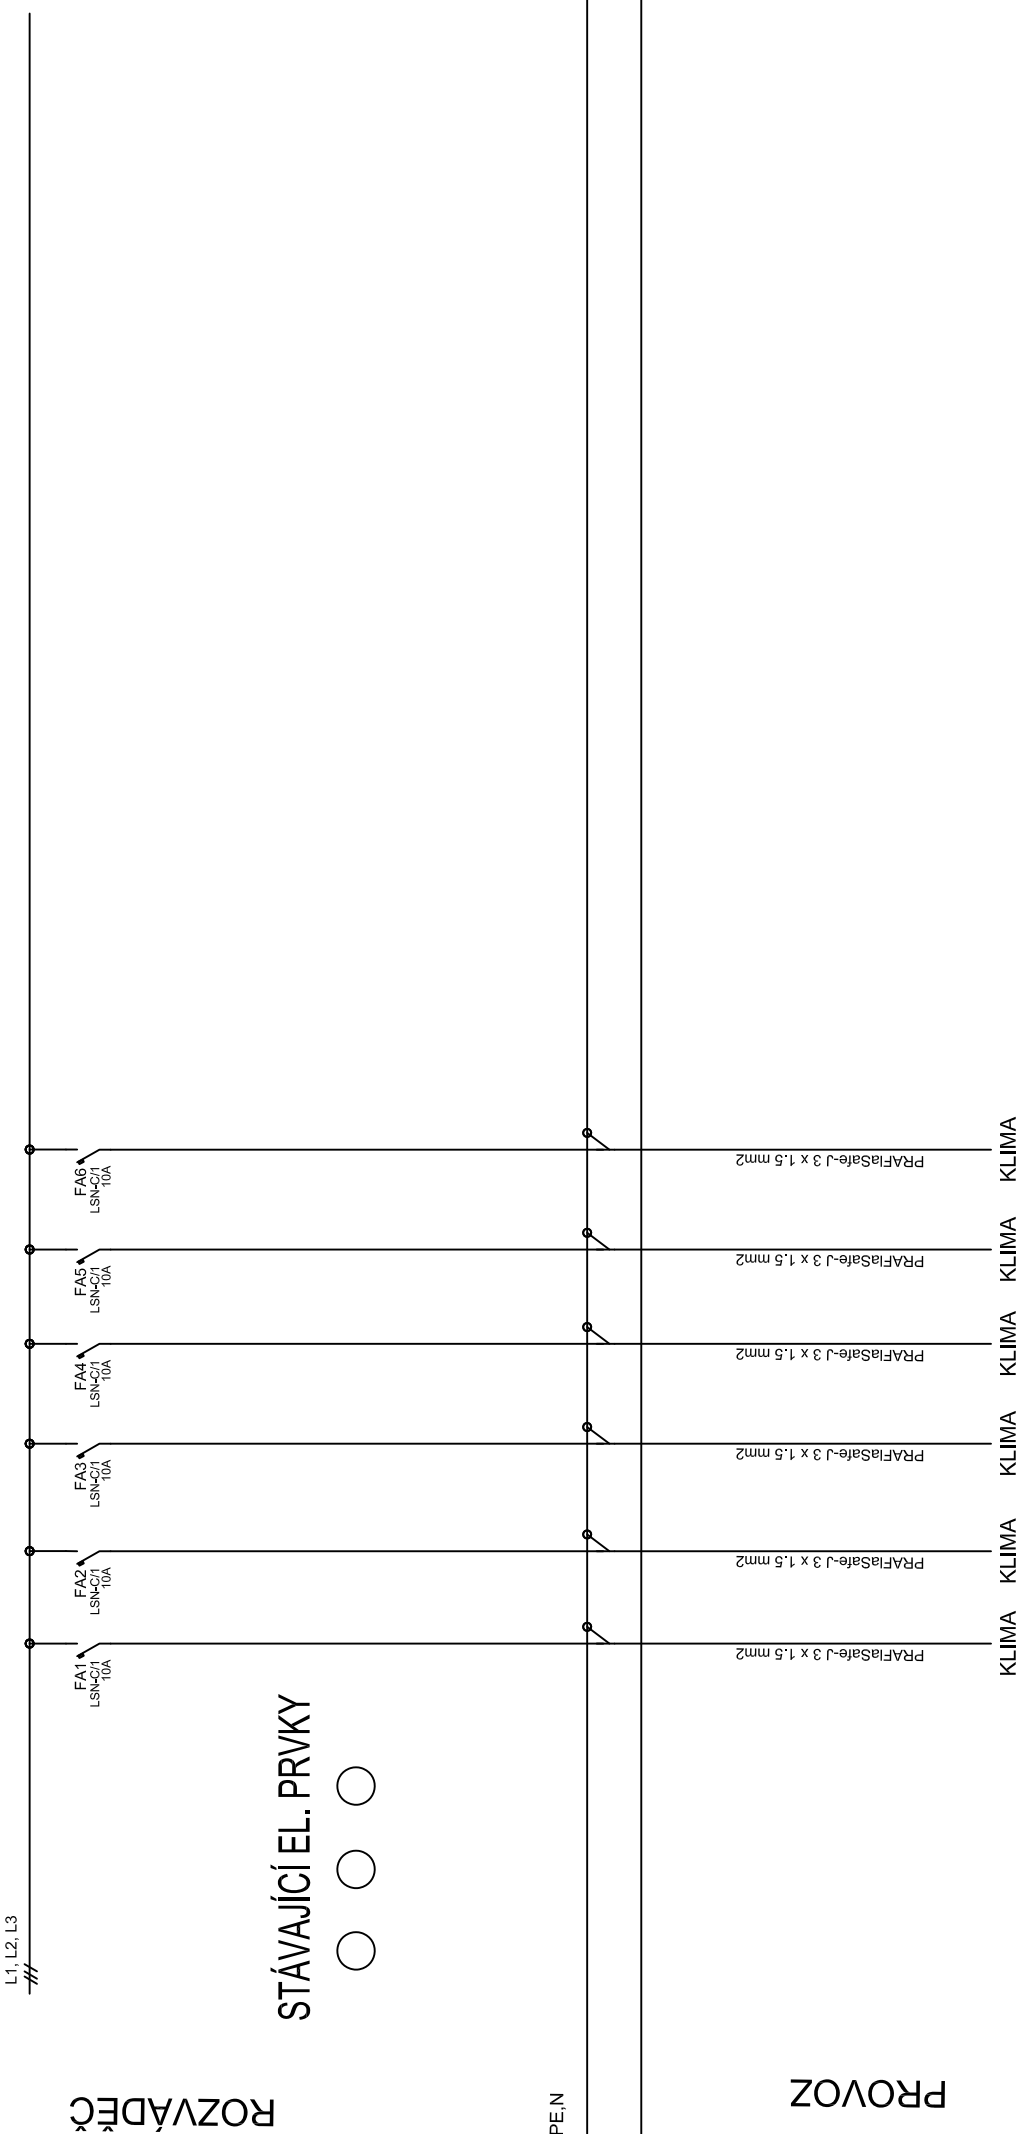 L1, L2, L3
ROZVÁDĚČ
STÁVAJÍCÍ EL. PRVKY
FA1
LSN-C/1
10A
FA2
LSN-C/1
10A
FA3
LSN-C/1
10A
FA4
LSN-C/1
10A
FA5
LSN-C/1
10A
FA6
LSN-C/1
10A
PE,N
PROVOZ
PRAFlaSafe-J 3 x 1.5 mm2
PRAFlaSafe-J 3 x 1.5 mm2
PRAFlaSafe-J 3 x 1.5 mm2
PRAFlaSafe-J 3 x 1.5 mm2
PRAFlaSafe-J 3 x 1.5 mm2
PRAFlaSafe-J 3 x 1.5 mm2
KLIMA
KLIMA
KLIMA
KLIMA
KLIMA
KLIMA